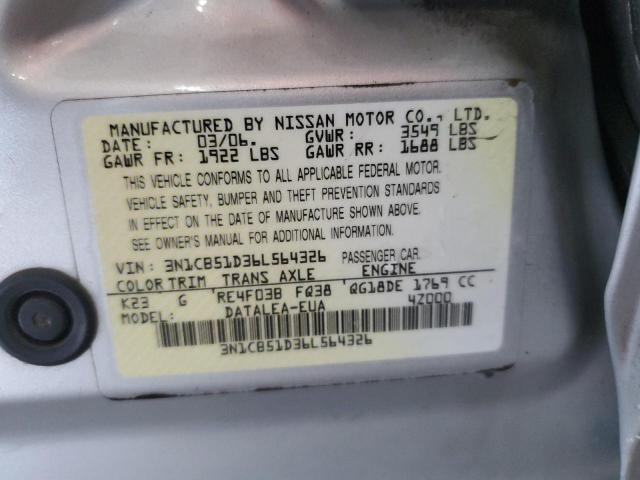 MANUFACTURED BY NISSAN MOTOR CO., LTD.
DATE: 03/06. GVWR: 3549 LBS
GAWR FR: 1922 LBS GAWR RR: 1688 LBS
THIS VEHICLE CONFORMS TO ALL APPLICABLE FEDERAL MOTOR
VEHICLE SAFETY, BUMPER AND THEFT PREVENTION STANDARDS
IN EFFECT ON THE DATE OF MANUFACTURE SHOWN ABOVE.
SEE OWNER'S MANUAL FOR ADDITIONAL INFORMATION.
VIN: 3N1CB51D36L564326 PASSENGER CAR.
COLOR TRIM TRANS AXLE ENGINE
K23 G RE4F03B FQ38 QG18DE 1769 CC
MODEL: DATALEA-EUA 4Z000
3N1CB51D36L564326